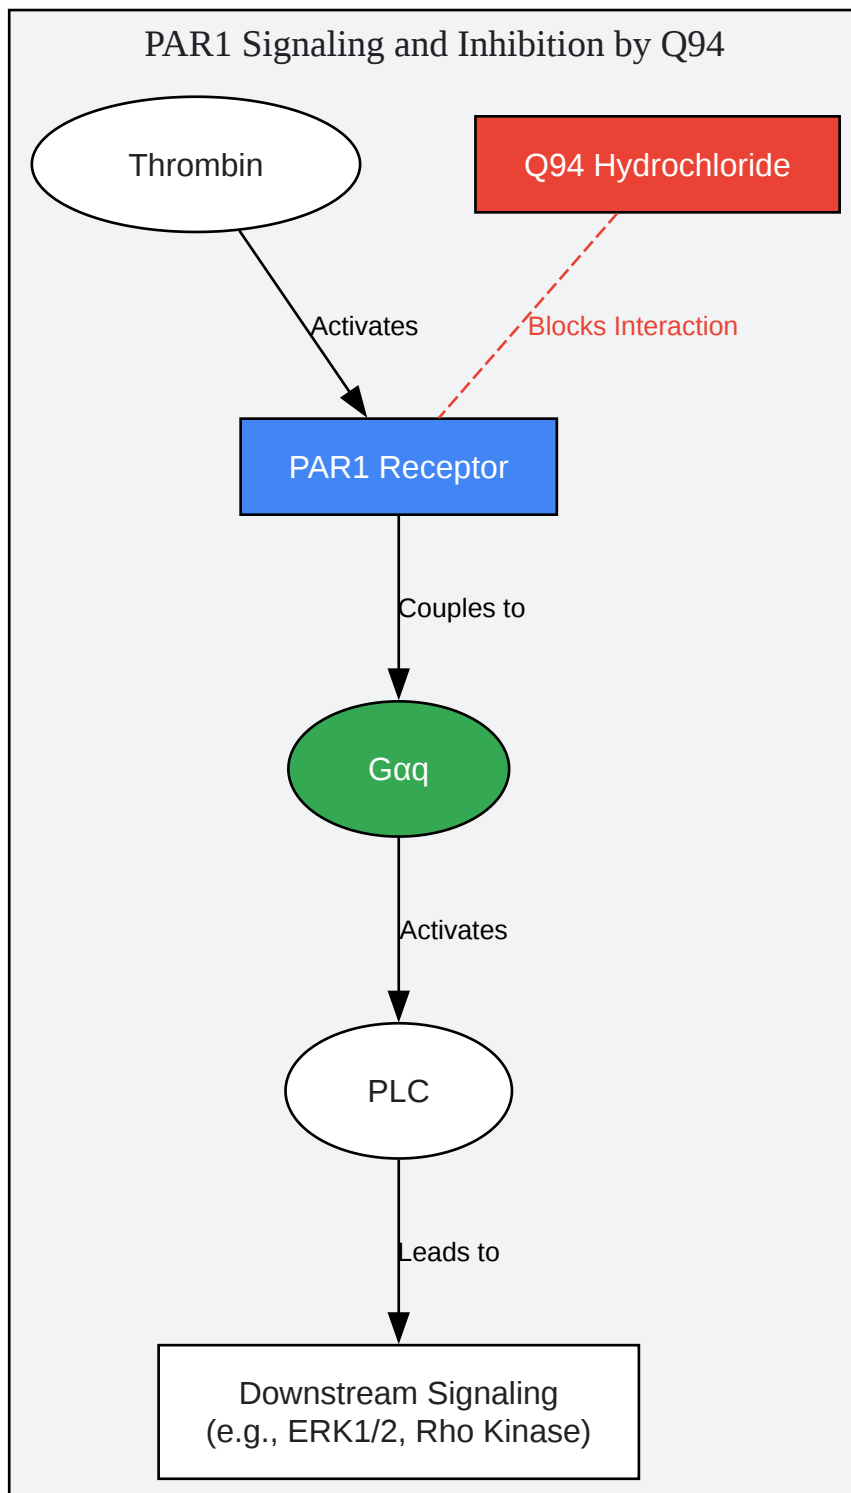 PAR1 Signaling and Inhibition by Q94
Thrombin
Q94 Hydrochloride
Activates
Blocks Interaction
PAR1 Receptor
Couples to
Gαq
Activates
PLC
Leads to
Downstream Signaling
(e.g., ERK1/2, Rho Kinase)